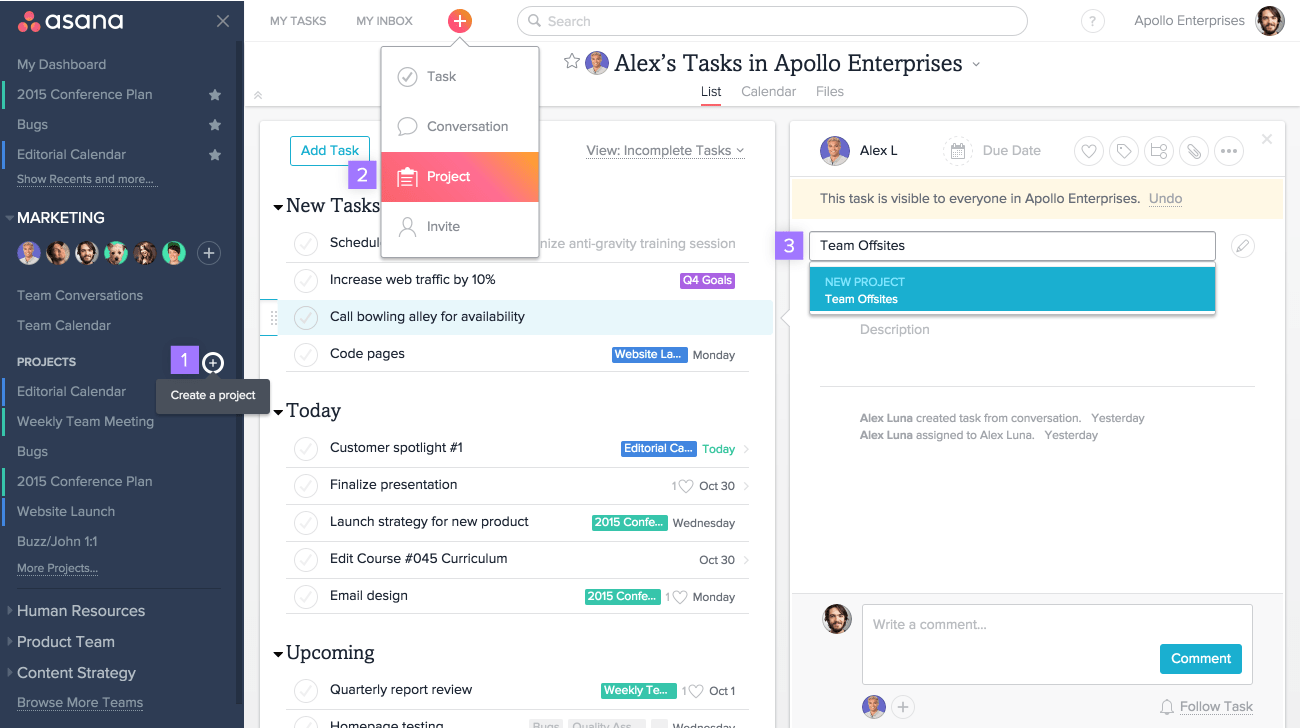 asana
My Dashboard
2015 Conference Plan
Bugs
Editorial Calendar
Show Recents and more...
MARKETING
Team Conversations
Team Calendar
PROJECTS
1
Create a project
Editorial Calendar
Weekly Team Meeting
Bugs
2015 Conference Plan
Website Launch
Buzz/John 1:1
More Projects...
Human Resources
Product Team
Content Strategy
Browse More Teams
MY TASKS
MY INBOX
Search
?
Apollo Enterprises
Alex's Tasks in Apollo Enterprises
List
Calendar
Files
Task
Conversation
2
Project
Invite
Add Task
View: Incomplete Tasks
New Tasks
Schedul nize anti-gravity training session
Increase web traffic by 10% Q4 Goals
Call bowling alley for availability
Code pages Website La... Monday
Today
Customer spotlight #1 Editorial Ca... Today
Finalize presentation 1 Oct 30
Launch strategy for new product 2015 Confe... Wednesday
Edit Course #045 Curriculum Oct 30
Email design 2015 Confe... 1 Monday
Upcoming
Quarterly report review Weekly Te... 1 Oct 1
Homepage testing Bugs Quality Ass... Wednesday
Alex L
Due Date
This task is visible to everyone in Apollo Enterprises. Undo
3
Team Offsites
NEW PROJECT
Team Offsites
Description
Alex Luna created task from conversation. Yesterday
Alex Luna assigned to Alex Luna. Yesterday
Write a comment...
Comment
Follow Task